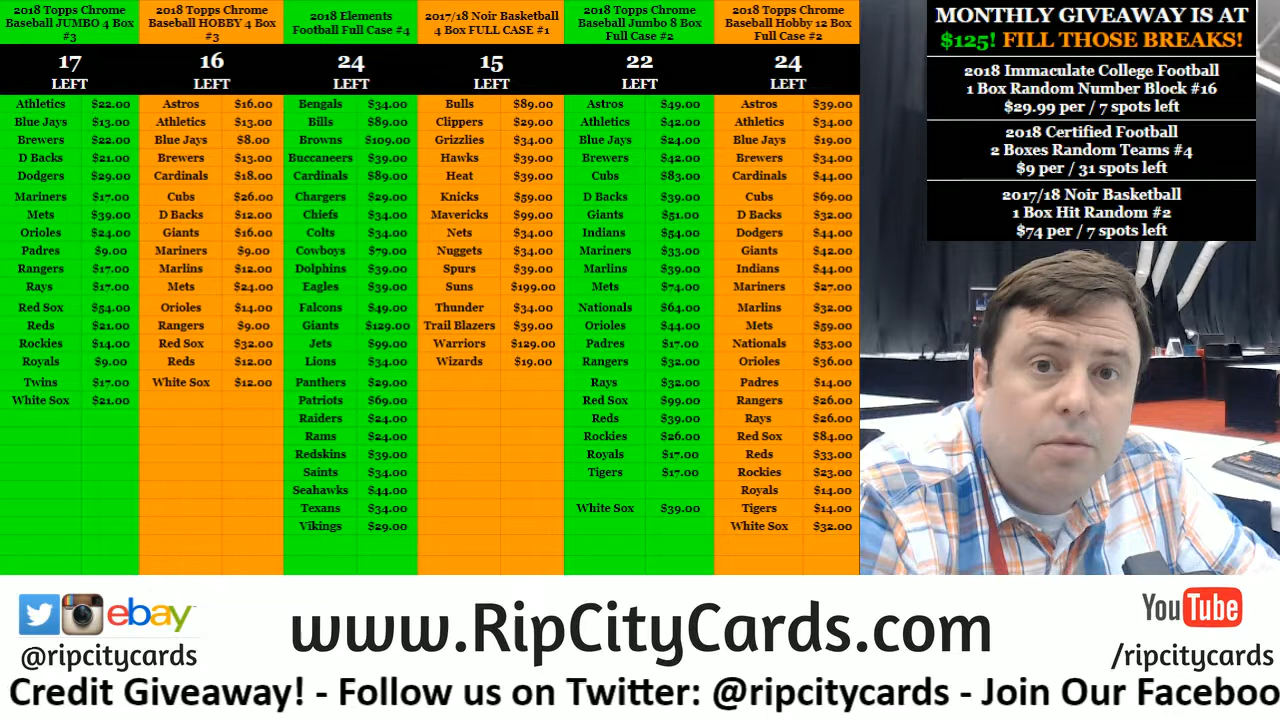 2018 Topps Chrome
Baseball JUMBO 4 Box
#3
17
LEFT
Athletics $22.00
Blue Jays $13.00
Brewers $22.00
D Backs $21.00
Dodgers $29.00
Mariners $17.00
Mets $39.00
Orioles $24.00
Padres $9.00
Rangers $17.00
Rays $17.00
Red Sox $54.00
Reds $21.00
Rockies $14.00
Royals $9.00
Twins $17.00
White Sox $21.00
2018 Topps Chrome
Baseball HOBBY 4 Box
#3
16
LEFT
Astros $16.00
Athletics $13.00
Blue Jays $8.00
Brewers $13.00
Cardinals $18.00
Cubs $26.00
D Backs $12.00
Giants $16.00
Mariners $9.00
Marlins $12.00
Mets $24.00
Orioles $14.00
Rangers $9.00
Red Sox $32.00
Reds $12.00
White Sox $12.00
2018 Elements
Football Full Case #4
24
LEFT
Bengals $34.00
Bills $89.00
Browns $109.00
Buccaneers $39.00
Cardinals $89.00
Chargers $29.00
Chiefs $34.00
Colts $34.00
Cowboys $79.00
Dolphins $39.00
Eagles $39.00
Falcons $49.00
Giants $129.00
Jets $99.00
Lions $34.00
Panthers $29.00
Patriots $69.00
Raiders $24.00
Rams $24.00
Redskins $39.00
Saints $34.00
Seahawks $44.00
Texans $34.00
Vikings $29.00
2017/18 Noir Basketball
4 Box FULL CASE #1
15
LEFT
Bulls $89.00
Clippers $29.00
Grizzlies $34.00
Hawks $39.00
Heat $39.00
Knicks $59.00
Mavericks $99.00
Nets $34.00
Nuggets $34.00
Spurs $39.00
Suns $199.00
Thunder $34.00
Trail Blazers $39.00
Warriors $129.00
Wizards $19.00
2018 Topps Chrome
Baseball Jumbo 8 Box
Full Case #2
22
LEFT
Astros $49.00
Athletics $42.00
Blue Jays $24.00
Brewers $42.00
Cubs $83.00
D Backs $39.00
Giants $51.00
Indians $54.00
Mariners $33.00
Marlins $39.00
Mets $74.00
Nationals $64.00
Orioles $44.00
Padres $17.00
Rangers $32.00
Rays $32.00
Red Sox $99.00
Reds $39.00
Rockies $26.00
Royals $17.00
Tigers $17.00
White Sox $39.00
2018 Topps Chrome
Baseball Hobby 12 Box
Full Case #2
24
LEFT
Astros $39.00
Athletics $34.00
Blue Jays $19.00
Brewers $34.00
Cardinals $44.00
Cubs $69.00
D Backs $32.00
Dodgers $44.00
Giants $42.00
Indians $44.00
Mariners $27.00
Marlins $32.00
Mets $59.00
Nationals $53.00
Orioles $36.00
Padres $14.00
Rangers $26.00
Rays $26.00
Red Sox $84.00
Reds $33.00
Rockies $23.00
Royals $14.00
Tigers $14.00
White Sox $32.00
MONTHLY GIVEAWAY IS AT
$125! FILL THOSE BREAKS!
2018 Immaculate College Football
1 Box Random Number Block #16
$29.99 per / 7 spots left
2018 Certified Football
2 Boxes Random Teams #4
$9 per / 31 spots left
2017/18 Noir Basketball
1 Box Hit Random #2
$74 per / 7 spots left
ebay
@ripcitycards
www.RipCityCards.com
YouTube
/ripcitycards
Credit Giveaway! - Follow us on Twitter: @ripcitycards - Join Our Faceboo